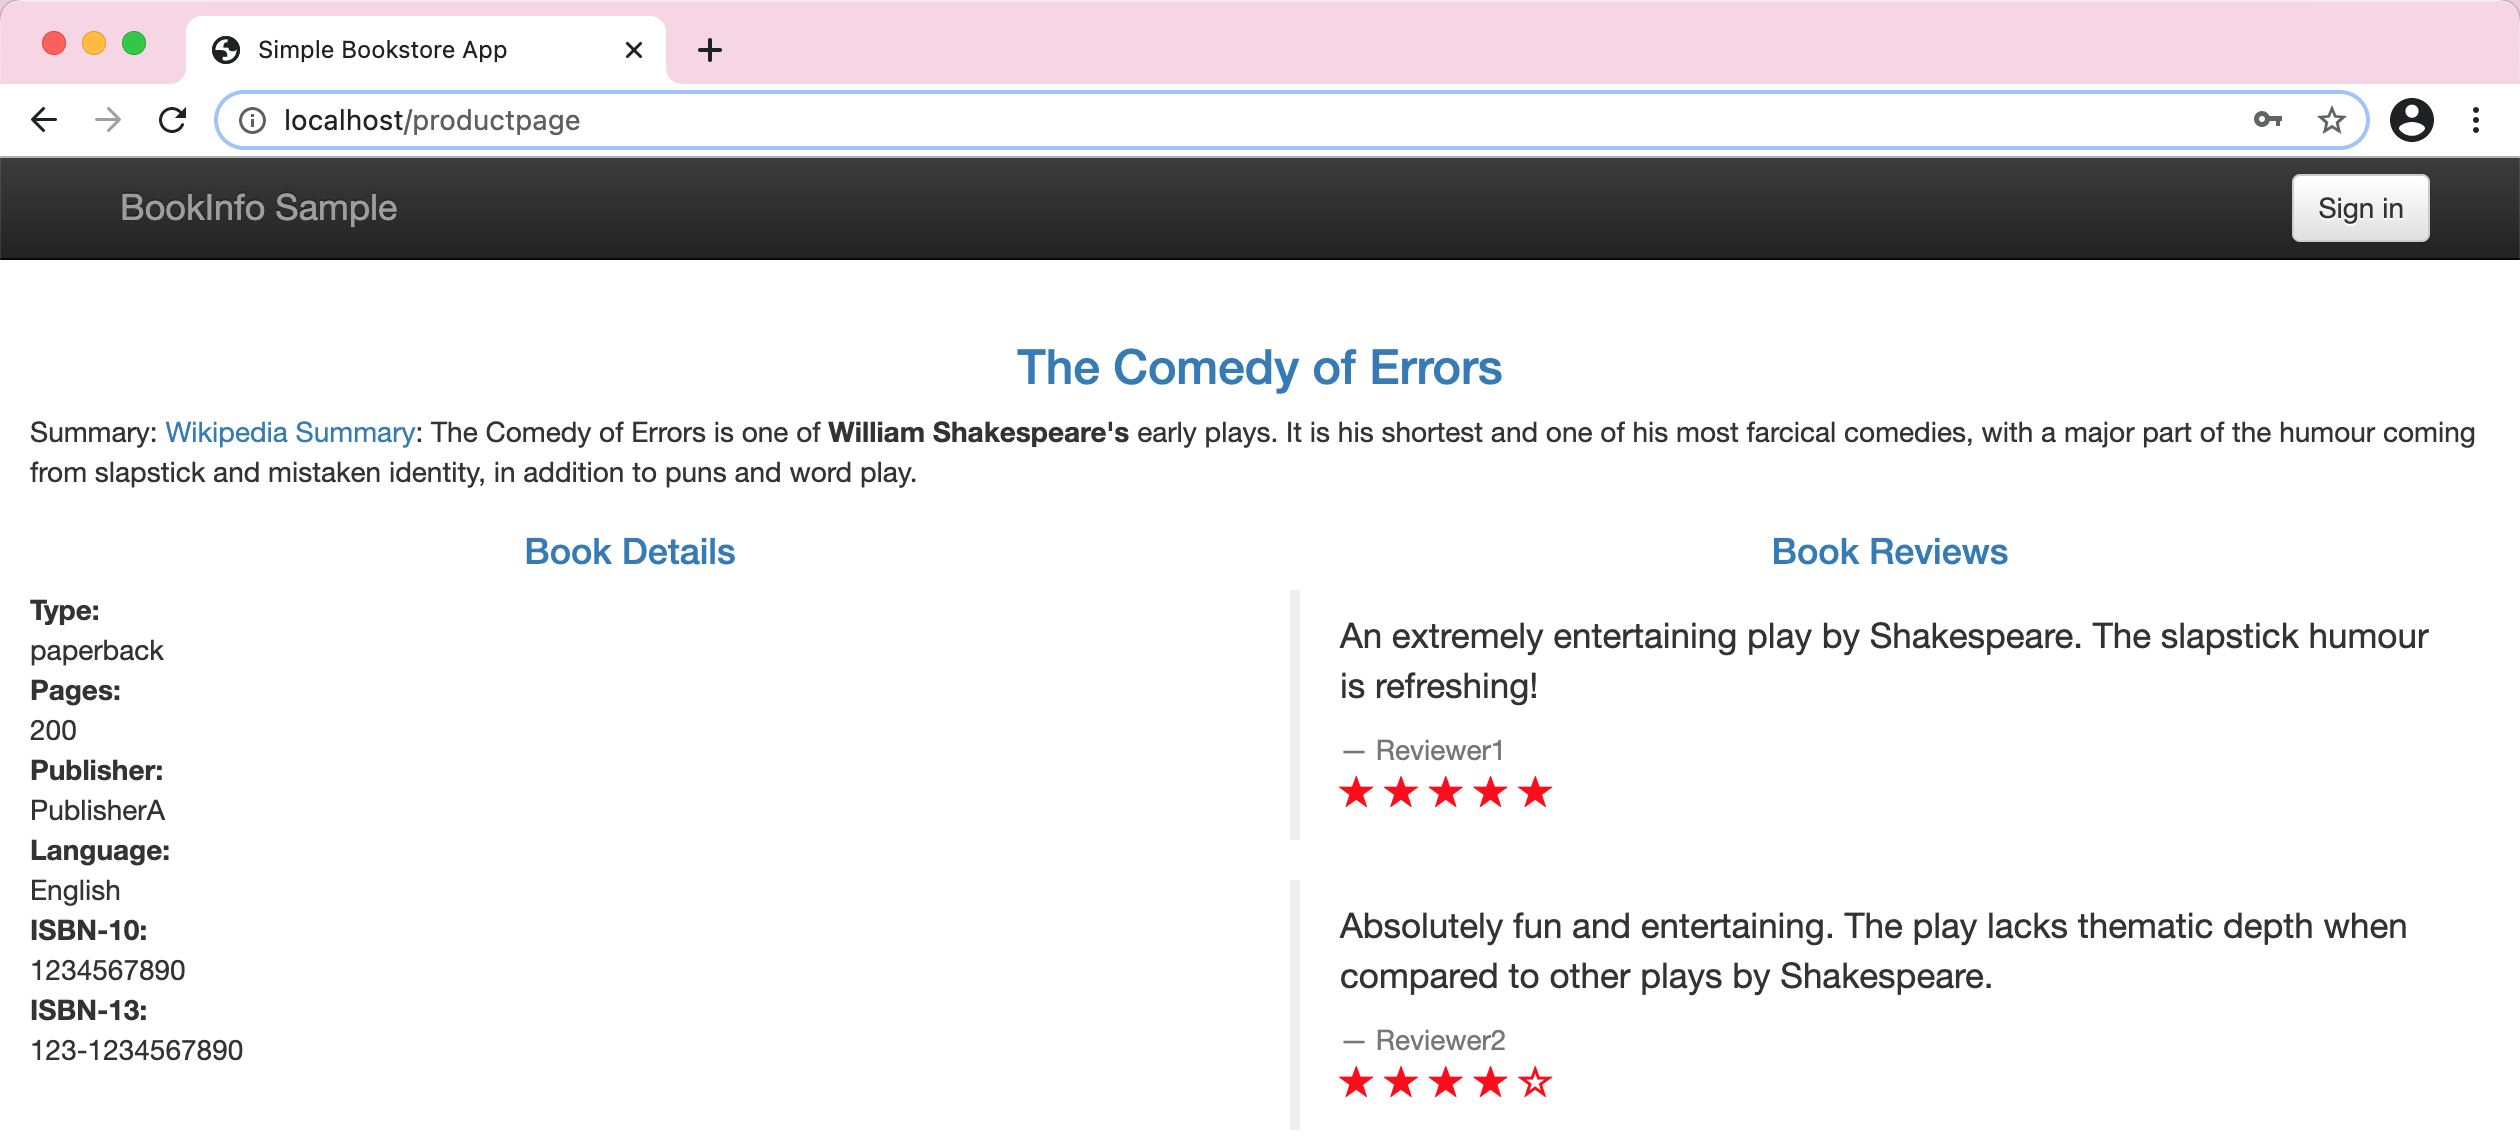 Simple Bookstore App
localhost/productpage
BookInfo Sample
Sign in
The Comedy of Errors
Summary: Wikipedia Summary: The Comedy of Errors is one of William Shakespeare's early plays. It is his shortest and one of his most farcical comedies, with a major part of the humour coming
from slapstick and mistaken identity, in addition to puns and word play.
Book Details
Type:
paperback
Pages:
200
Publisher:
PublisherA
Language:
English
ISBN-10:
1234567890
ISBN-13:
123-1234567890
Book Reviews
An extremely entertaining play by Shakespeare. The slapstick humour
is refreshing!
— Reviewer1
Absolutely fun and entertaining. The play lacks thematic depth when
compared to other plays by Shakespeare.
— Reviewer2